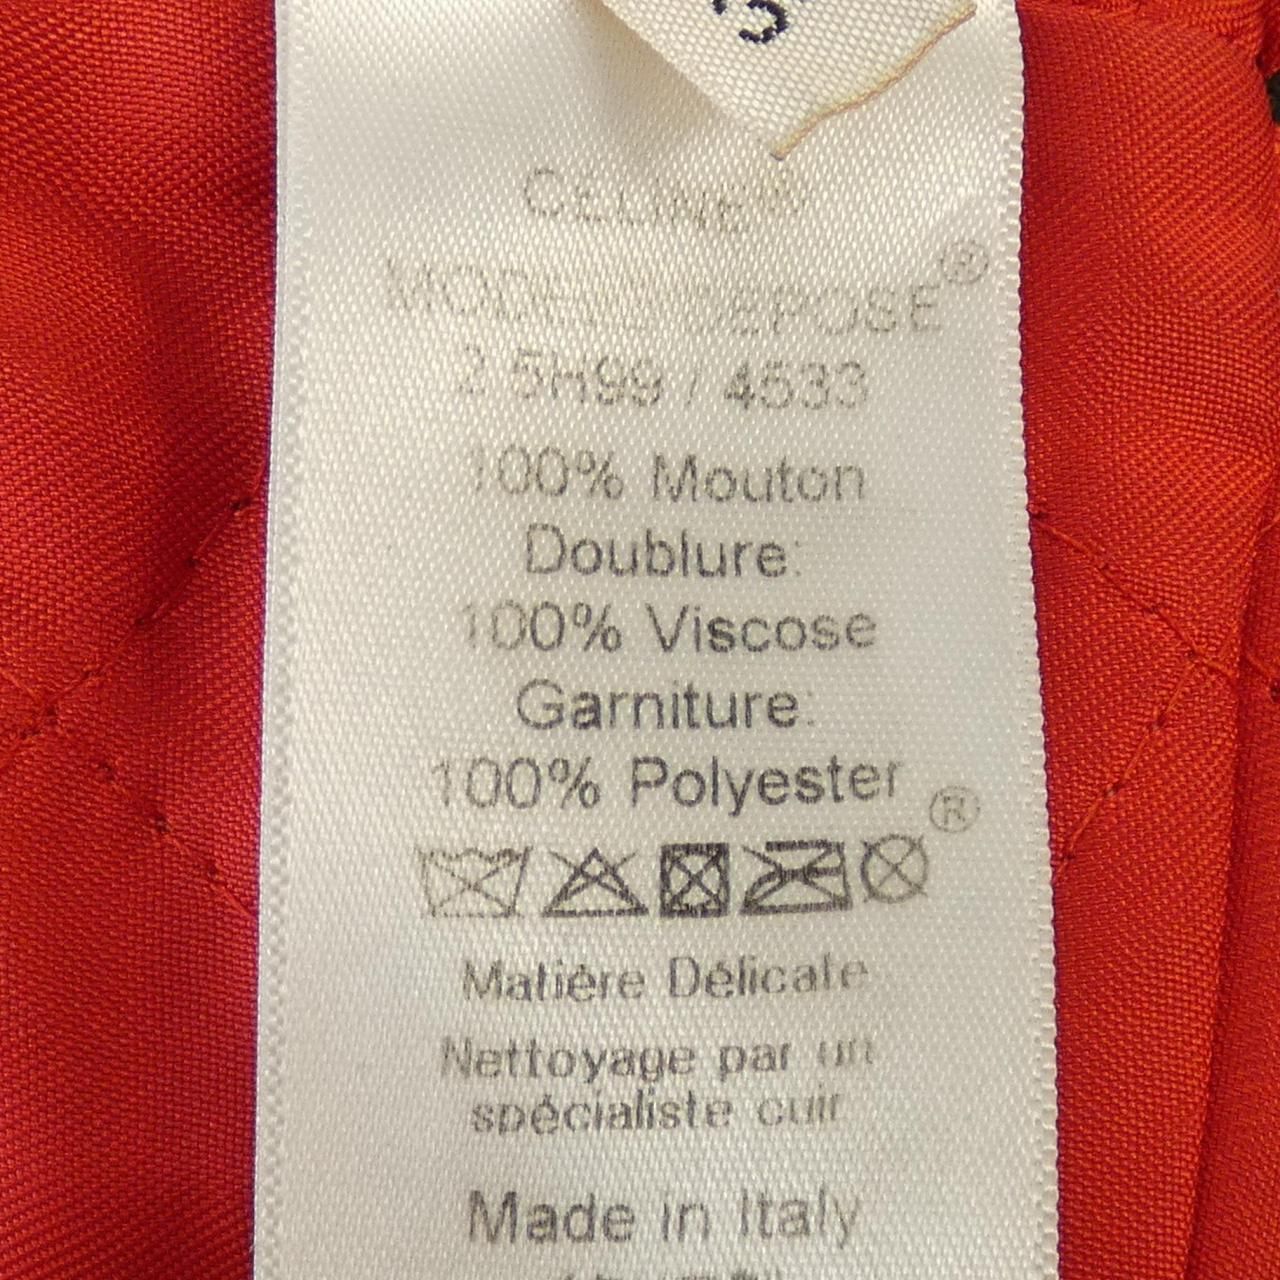 CELINE®
MODELE DEPOSE®
2 5H99 / 4533
100% Mouton
Doublure:
100% Viscose
Garniture:
100% Polyester
®
Matière Délicate
Nettoyage par un
spécialiste cuir
Made in Italy